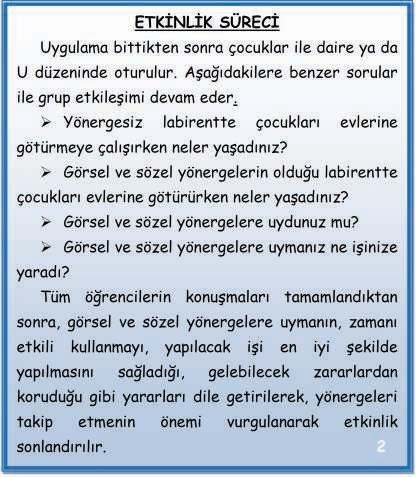 ETKİNLİK SÜRECİ
Uygulama bittikten sonra çocuklar ile daire ya da
U düzeninde oturulur. Aşağıdakilere benzer sorular
ile grup etkileşimi devam eder.
➢ Yönergesiz labirentte çocukları evlerine
götürmeye çalışırken neler yaşadınız?
➢ Görsel ve sözel yönergelerin olduğu labirentte
çocukları evlerine götürürken neler yaşadınız?
➢ Görsel ve sözel yönergelere uydunuz mu?
➢ Görsel ve sözel yönergelere uymanız ne işinize
yaradı?
Tüm öğrencilerin konuşmaları tamamlandıktan
sonra, görsel ve sözel yönergelere uymanın, zamanı
etkili kullanmayı, yapılacak işi en iyi şekilde
yapılmasını sağladığı, gelebilecek zararlardan
koruduğu gibi yararları dile getirilerek, yönergeleri
takip etmenin önemi vurgulanarak etkinlik
sonlandırılır. 2